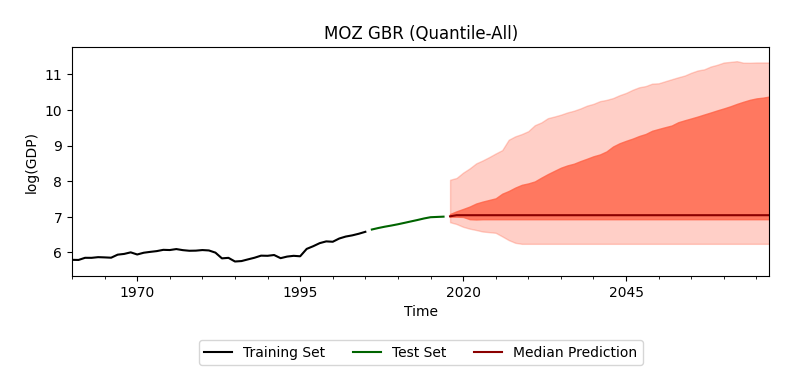 MOZ GBR (Quantile-All)
log(GDP)
11
10
9
8
7
6
1970 1995 2020 2045
Time
Training Set Test Set Median Prediction